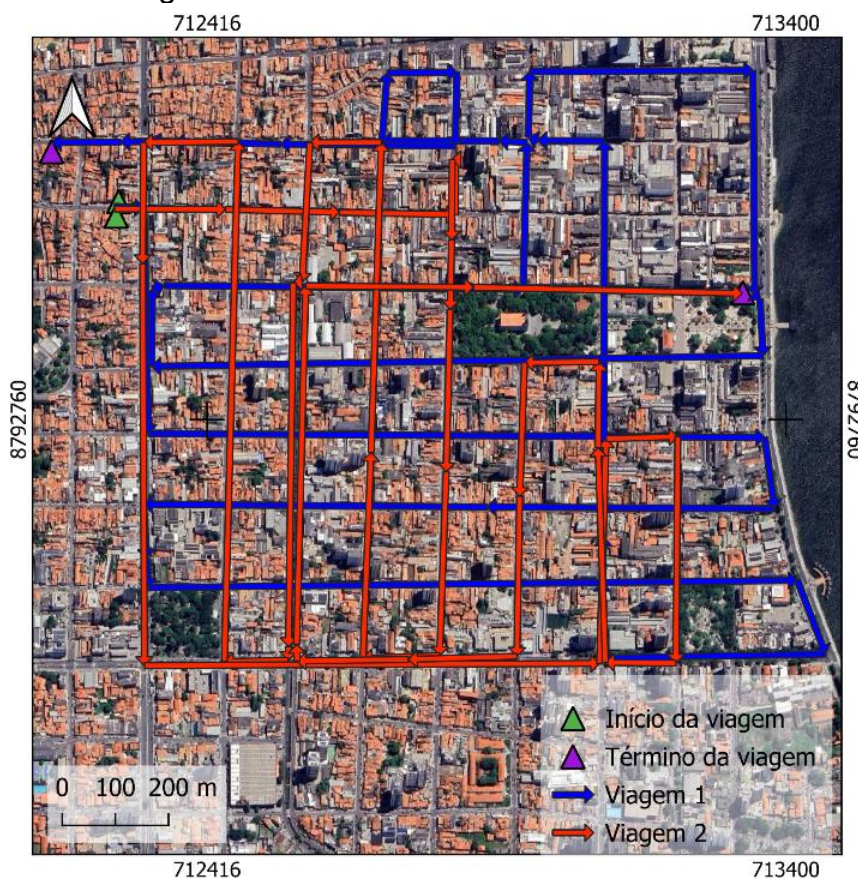 712416 713400
8792760 8792760
Início da viagem
Término da viagem
Viagem 1
Viagem 2
0 100 200 m
712416 713400